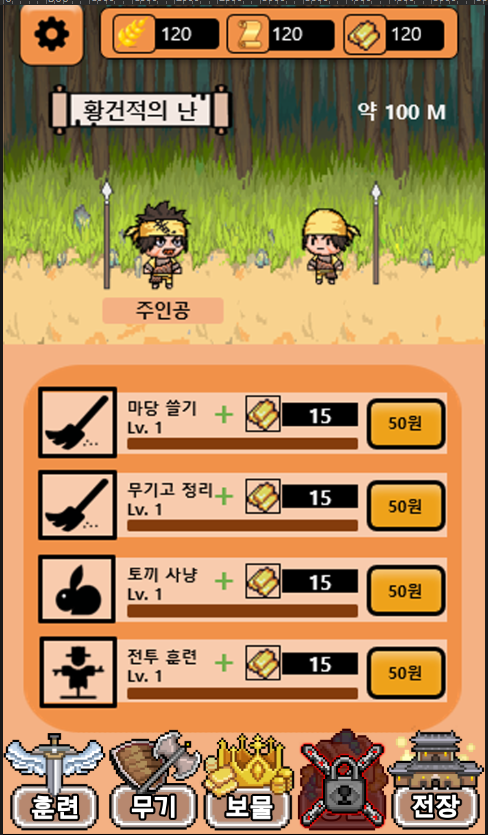 120
120
120
황건적의 난
약 100 M
주인공
마당 쓸기
Lv. 1
+
15
50원
무기고 정리
Lv. 1
+
15
50원
토끼 사냥
Lv. 1
+
15
50원
전투 훈련
Lv. 1
+
15
50원
훈련
무기
보물
전장